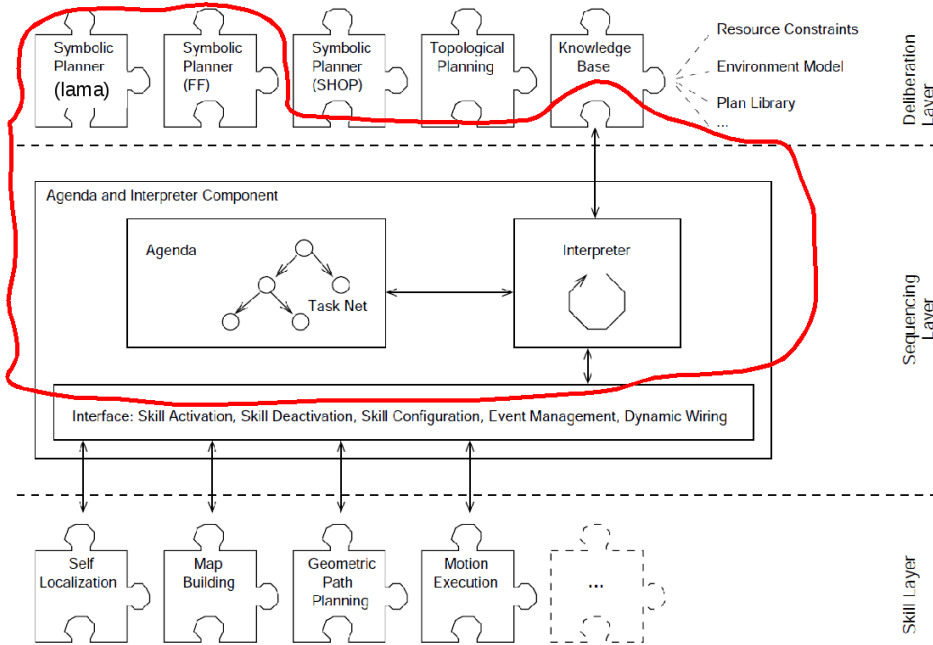 Symbolic
Planner
(lama)
Symbolic
Planner
(FF)
Symbolic
Planner
(SHOP)
Topological
Planning
Knowledge
Base
Resource Constraints
Environment Model
Plan Library
...
Deliberation
Layer
Agenda and Interpreter Component
Agenda
Task Net
Interpreter
Interface: Skill Activation, Skill Deactivation, Skill Configuration, Event Management, Dynamic Wiring
Sequencing
Layer
Self
Localization
Map
Building
Geometric
Path
Planning
Motion
Execution
...
Skill Layer